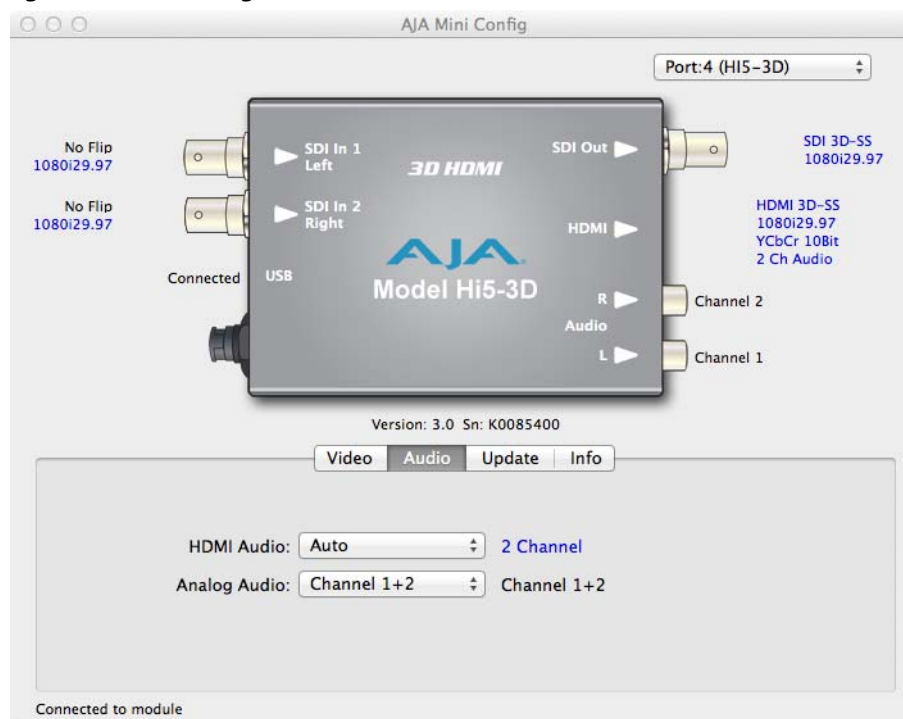 AJA Mini Config
Port:4 (HI5-3D)
No Flip
1080i29.97
No Flip
1080i29.97
Connected
SDI In 1
Left
SDI In 2
Right
USB
3D HDMI
AJA
Model Hi5-3D
SDI Out
HDMI
R
Audio
L
SDI 3D-SS
1080i29.97
HDMI 3D-SS
1080i29.97
YCbCr 10Bit
2 Ch Audio
Channel 2
Channel 1
Version: 3.0 Sn: K0085400
Video Audio Update Info
HDMI Audio: Auto 2 Channel
Analog Audio: Channel 1+2 Channel 1+2
Connected to module